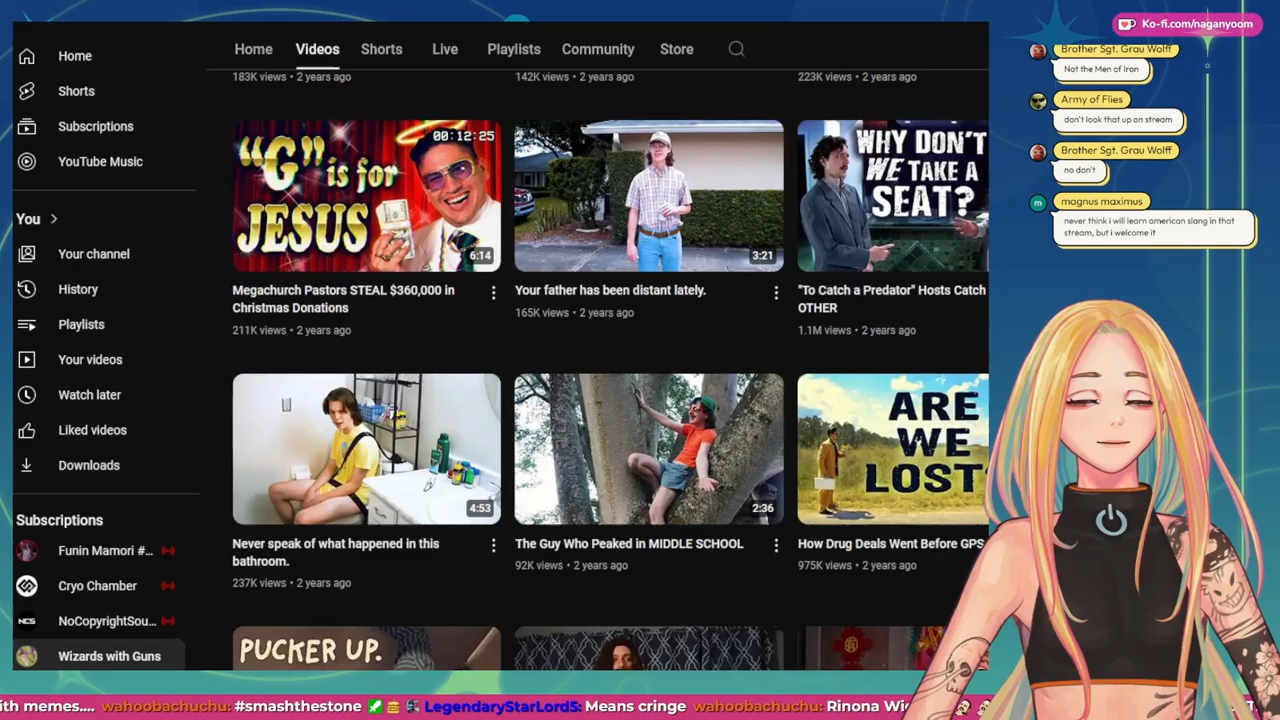 Home
Shorts
Subscriptions
YouTube Music
You
Your channel
History
Playlists
Your videos
Watch later
Liked videos
Downloads
Subscriptions
Funin Mamori #...
Cryo Chamber
NoCopyrightSou...
Wizards with Guns
Home Videos Shorts Live Playlists Community Store
183K views • 2 years ago
142K views • 2 years ago
223K views • 2 years ago
00:12:25
"G" is for
JESUS
6:14
Megachurch Pastors STEAL $360,000 in
Christmas Donations
211K views • 2 years ago
3:21
Your father has been distant lately.
165K views • 2 years ago
WHY DON'T
WE TAKE A
SEAT?
"To Catch a Predator" Hosts Catch
OTHER
1.1M views • 2 years ago
4:53
Never speak of what happened in this
bathroom.
237K views • 2 years ago
2:36
The Guy Who Peaked in MIDDLE SCHOOL
92K views • 2 years ago
ARE
WE
LOST
How Drug Deals Went Before GPS
975K views • 2 years ago
PUCKER UP.
Ko-fi.com/naganyoom
Brother Sgt. Grau Wolff
Not the Men of Iron
Army of Flies
don't look that up on stream
Brother Sgt. Grau Wolff
no don't
m
magnus maximus
never think i will learn american slang in that
stream, but i welcome it
ith memes.... wahoobachuchu: #smashthestone LegendaryStarLord5: Means cringe wahoobachuchu: Rinona Wi